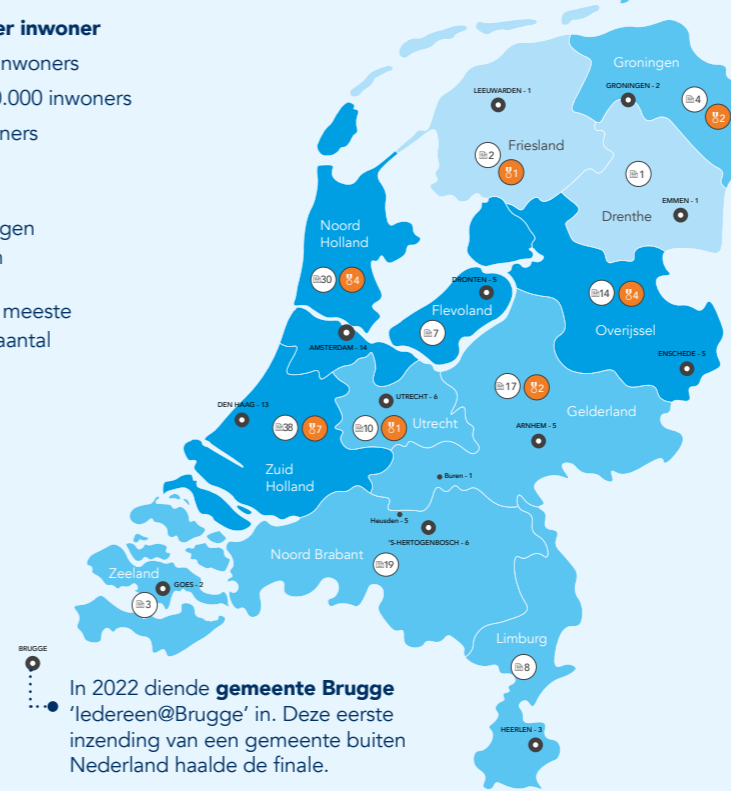 er inwoner
nwoners
0.000 inwoners
ners
gen
n
meeste
aantal
Groningen
GRONINGEN - 2
4
2
LEEUWARDEN - 1
Friesland
2
1
1
Drenthe
EMMEN - 1
Noord
Holland
30
4
DRONTEN - 5
Flevoland
7
14
4
Overijssel
ENSCHEDE - 5
AMSTERDAM - 14
DEN HAAG - 13
38
7
Zuid
Holland
UTRECHT - 6
10
1
Utrecht
17
2
Gelderland
ARNHEM - 5
Buren - 1
Heusden - 5
'S-HERTOGENBOSCH - 6
Noord Brabant
19
Zeeland
GOES - 2
3
Limburg
8
HEERLEN - 3
BRUGGE
In 2022 diende gemeente Brugge
'Iedereen@Brugge' in. Deze eerste
inzending van een gemeente buiten
Nederland haalde de finale.